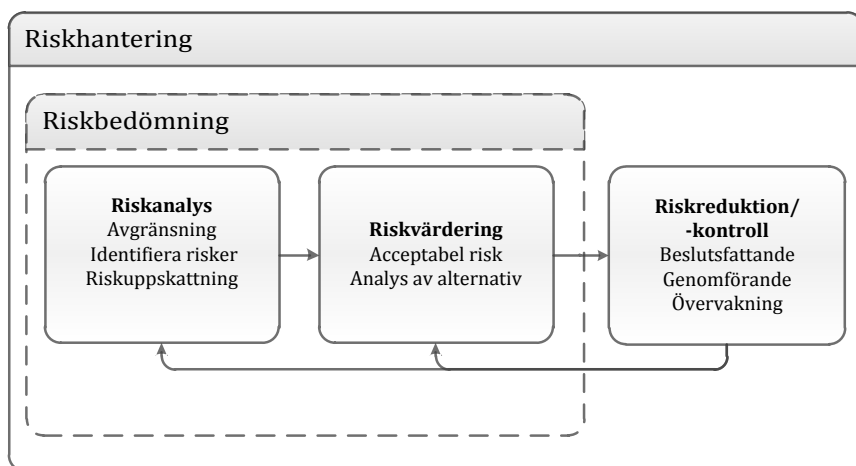 Riskhantering
Riskbedömning
Riskanalys
Avgränsning
Identifiera risker
Riskuppskattning
Riskvärdering
Acceptabel risk
Analys av alternativ
Riskreduktion/
-kontroll
Beslutsfattande
Genomförande
Övervakning